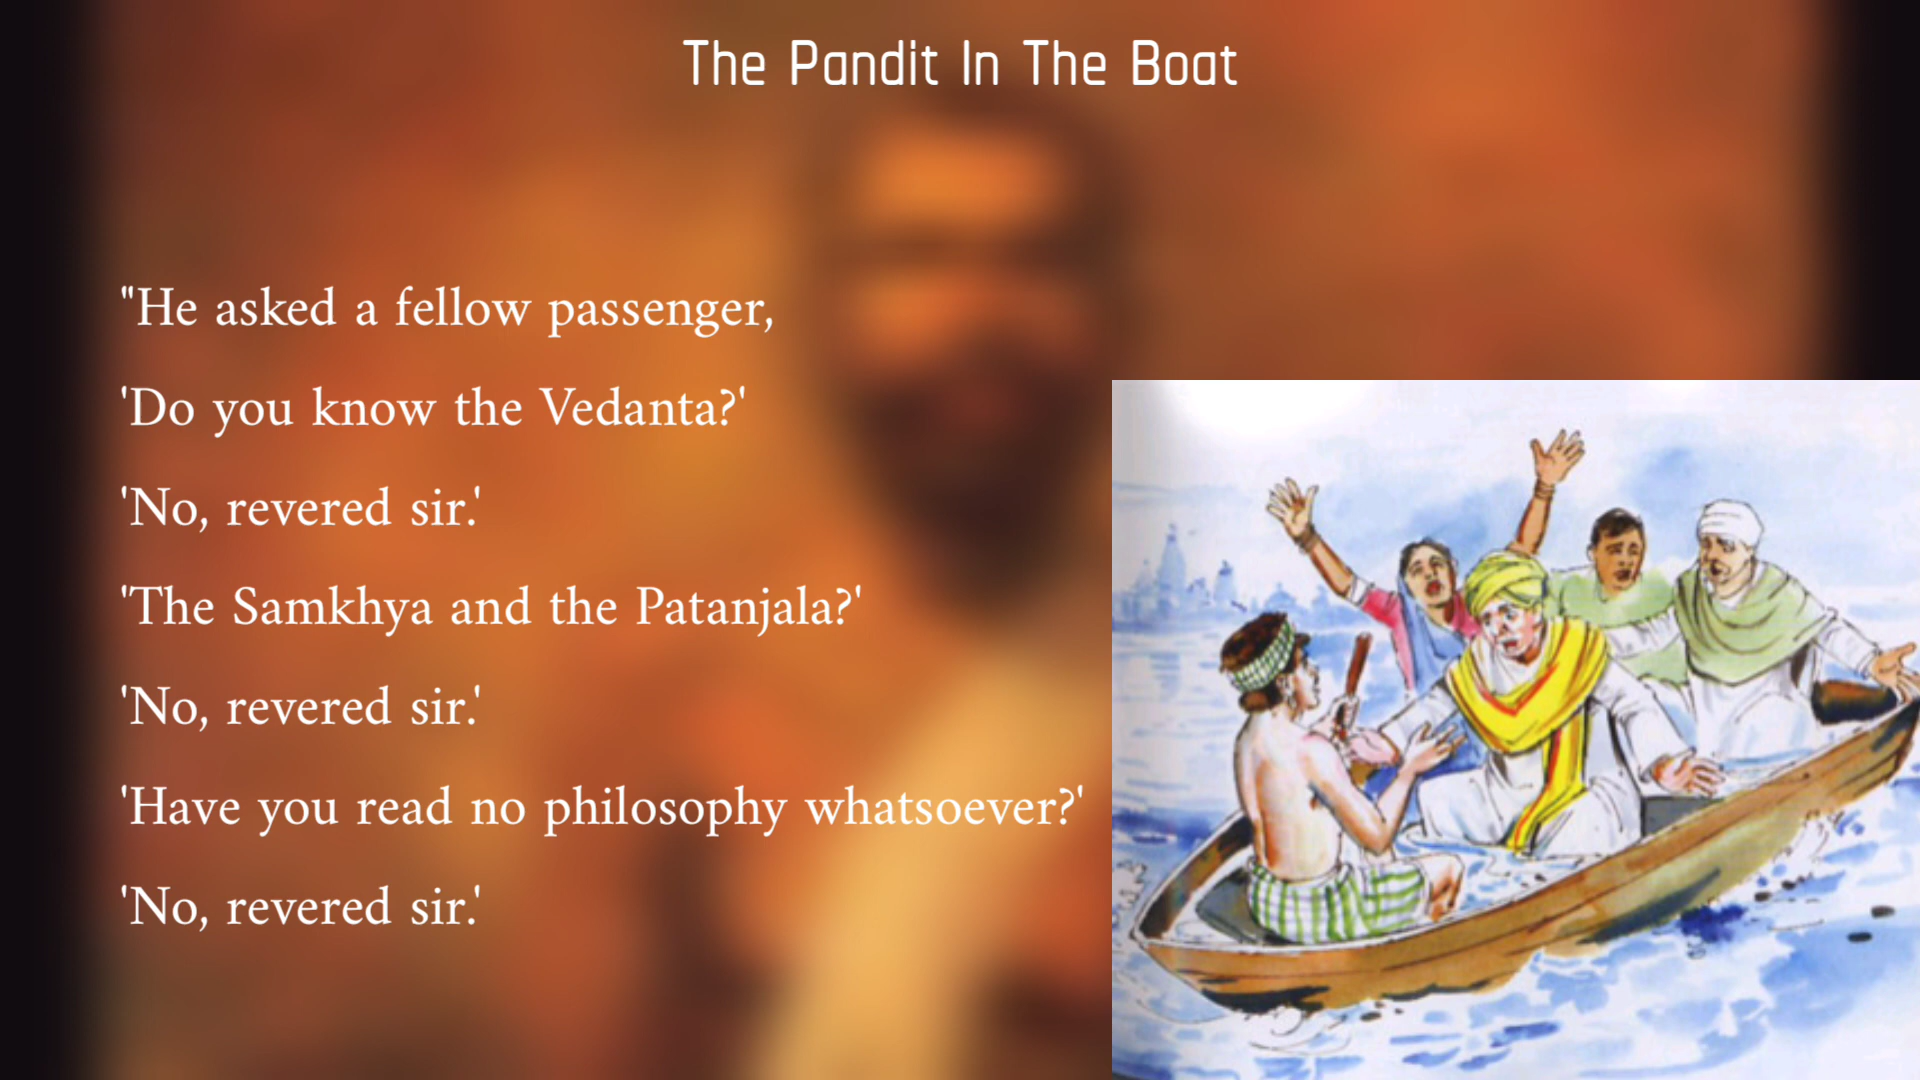 The Pandit In The Boat
"He asked a fellow passenger,
'Do you know the Vedanta?'
'No, revered sir.'
'The Samkhya and the Patanjala?'
'No, revered sir.'
'Have you read no philosophy whatsoever?'
'No, revered sir.'